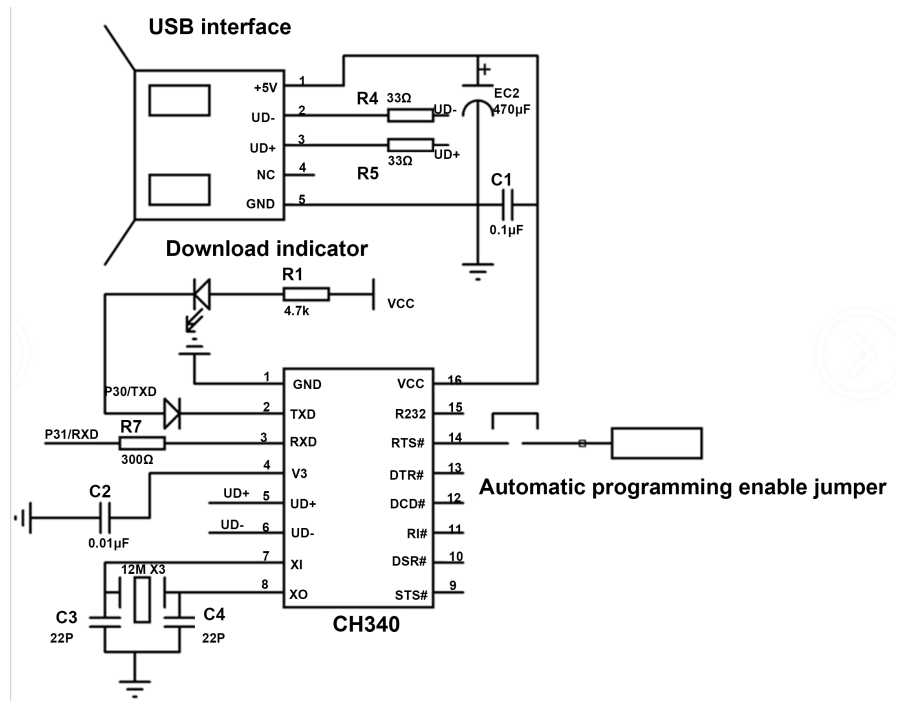 USB interface
+5V 1
R4 33Ω UD-
EC2
470μF
UD- 2
UD+ 3
33Ω UD+
NC 4
R5
C1
GND 5
0.1μF
Download indicator
R1
4.7k
VCC
P30/TXD
1 GND VCC 16
2 TXD R232 15
P31/RXD R7 3 RXD RTS# 14
300Ω
4 V3 DTR# 13
Automatic programming enable jumper
C2
0.01μF
UD+ 5 UD+ DCD# 12
UD- 6 UD- RI# 11
7 XI DSR# 10
12M X3
8 XO STS# 9
C3 C4
22P 22P
CH340